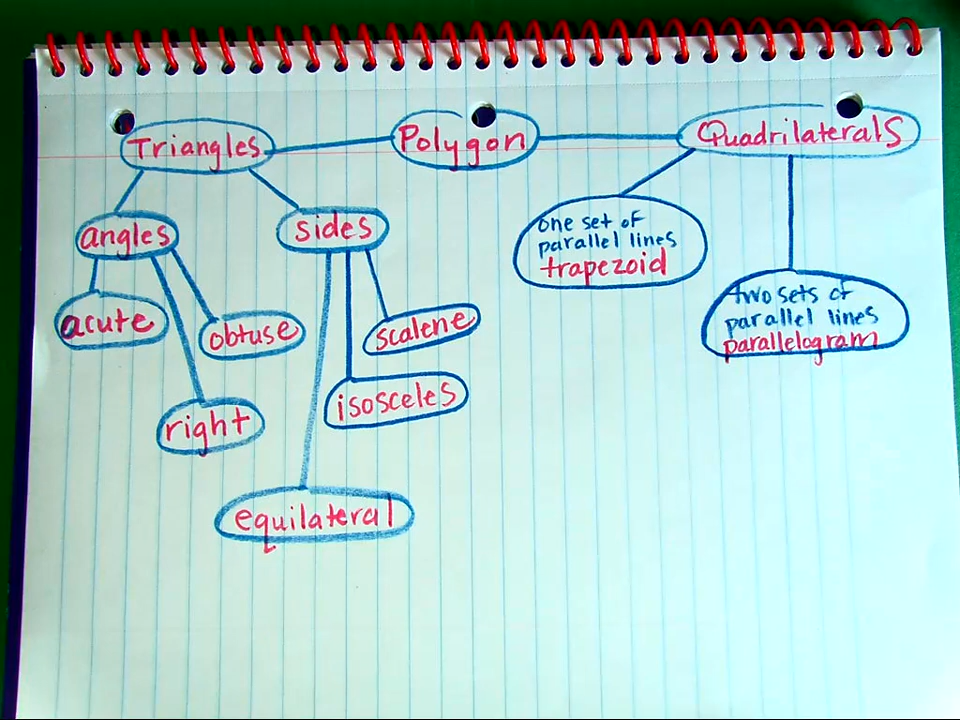 Triangles
Polygon
Quadrilaterals
angles
sides
one set of
parallel lines
trapezoid
two sets of
parallel lines
parallelogram
acute
obtuse
scalene
right
isosceles
equilateral